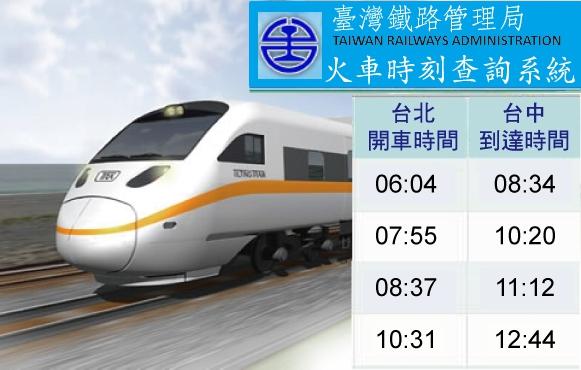 臺灣鐵路管理局
TAIWAN RAILWAYS ADMINISTRATION
火車時刻查詢系統
台北 台中
開車時間 到達時間
06:04 08:34
07:55 10:20
08:37 11:12
10:31 12:44